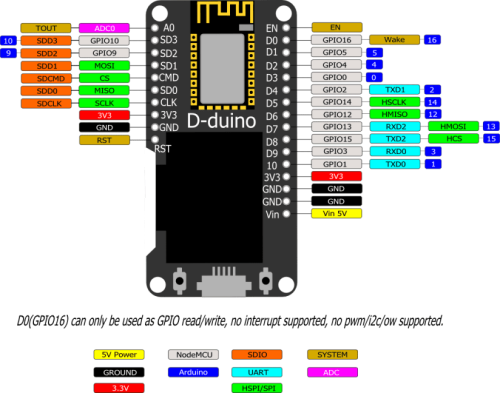 TOUT ADC0 A0 EN EN
10 SDD3 GPIO10 SD3 D0 GPIO16 Wake 16
9 SDD2 GPIO9 SD2 D1 GPIO5 5
SDD1 MOSI SD1 D2 GPIO4 4
SDCMD CS CMD D3 GPIO0 0
SDD0 MISO SD0 D4 GPIO2 TXD1 2
SDCLK SCLK CLK D5 GPIO14 HSCLK 14
3V3 3V3 D-duino D6 GPIO12 HMISO 12
GND GND D7 GPIO13 RXD2 HMOSI 13
RST RST D8 GPIO15 TXD2 HCS 15
D9 GPIO3 RXD0 3
10 GPIO1 TXD0 1
3V3 3V3
GND GND
GND GND
Vin Vin 5V
D0(GPIO16) can only be used as GPIO read/write, no interrupt supported, no pwm/i2c/ow supported.
5V Power NodeMCU SDIO SYSTEM
GROUND Arduino UART ADC
3.3V HSPI/SPI